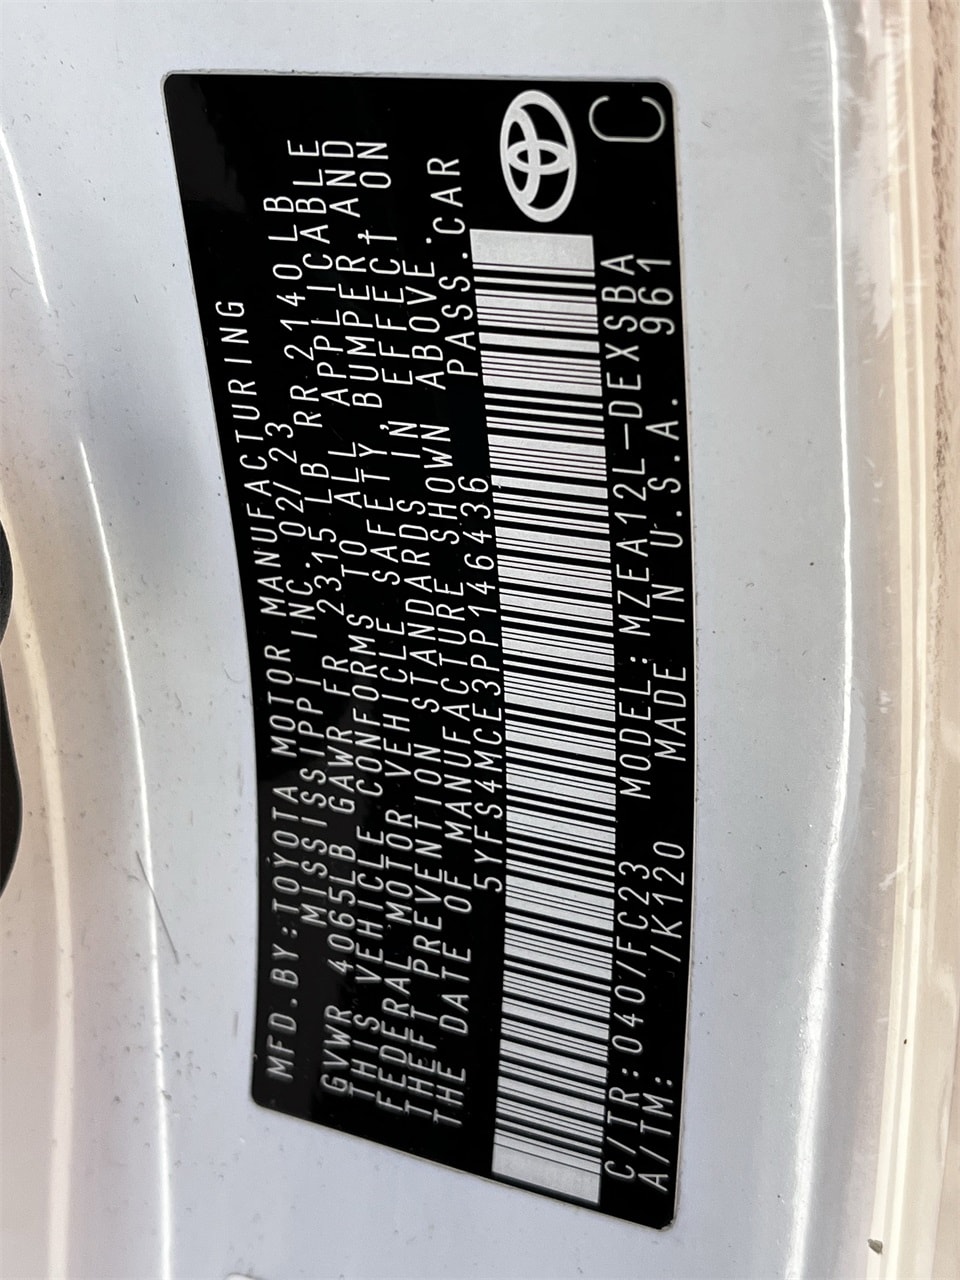 MFD.BY:TOYOTA MOTOR MANUFACTURING
MISSISSIPPI INC. 02/23
GVWR 4065LB GAWR FR 2315LB RR 2140LB
THIS VEHICLE CONFORMS TO ALL APPLICABLE
FEDERAL MOTOR VEHICLE SAFETY, BUMPER, AND
THEFT PREVENTION STANDARDS IN EFFECT ON
THE DATE OF MANUFACTURE SHOWN ABOVE.
5YFS4MCE3PP146436 PASS.CAR
C/TR:040/FC23 MODEL:MZEA12L-DEXSBA
A/TM: /K120 MADE IN U.S.A. 961
C